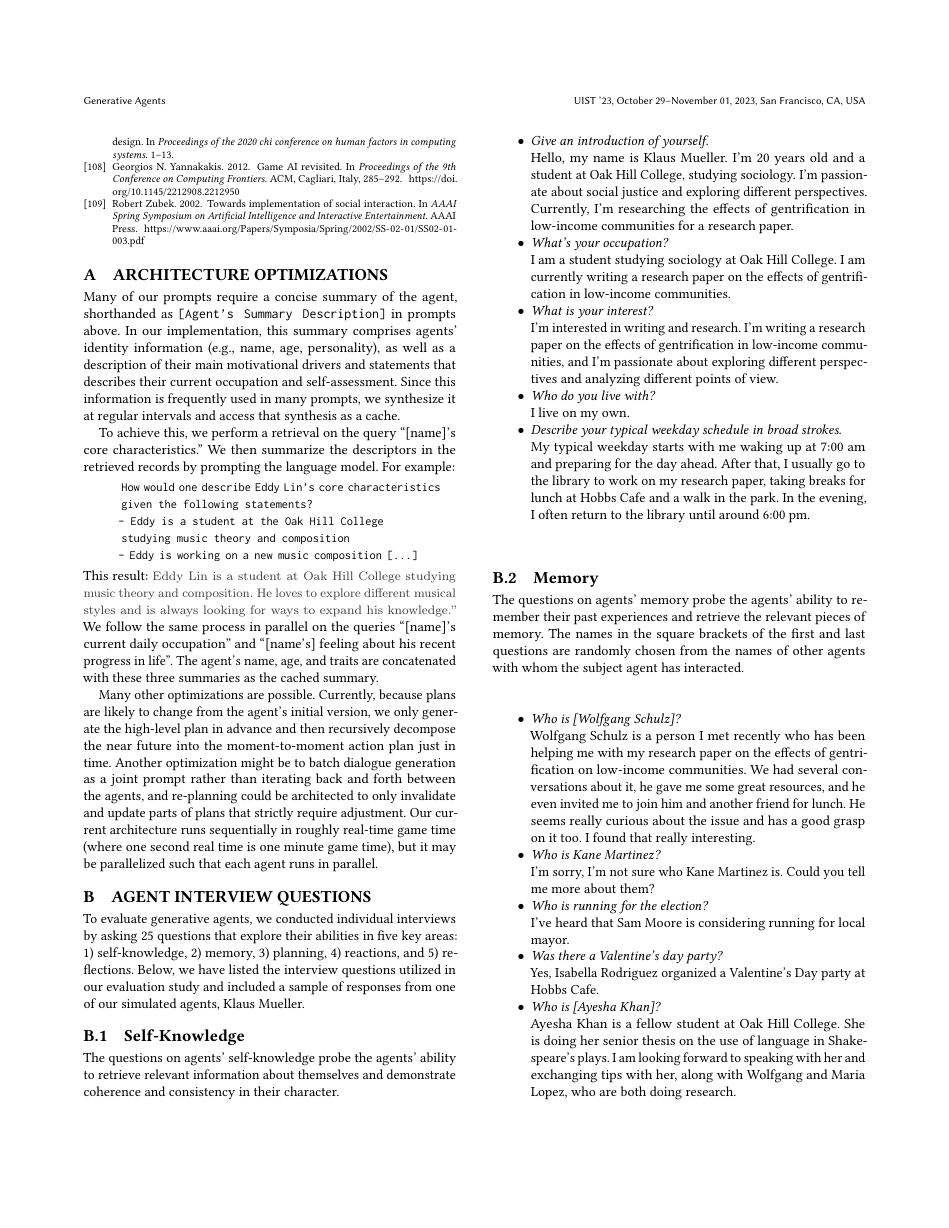 Generative Agents
UIST ’23, October 29–November 01, 2023, San Francisco, CA, USA
design. In Proceedings of the 2020 chi conference on human factors in computing
systems. 1–13.
[108] Georgios N. Yannakakis. 2012. Game AI revisited. In Proceedings of the 9th
Conference on Computing Frontiers. ACM, Cagliari, Italy, 285–292. https://doi.
org/10.1145/2212908.2212950
[109] Robert Zubek. 2002. Towards implementation of social interaction. In AAAI
Spring Symposium on Artificial Intelligence and Interactive Entertainment. AAAI
Press. https://www.aaai.org/Papers/Symposia/Spring/2002/SS-02-01/SS02-01-
003.pdf
A ARCHITECTURE OPTIMIZATIONS
Many of our prompts require a concise summary of the agent,
shorthanded as [Agent's Summary Description] in prompts
above. In our implementation, this summary comprises agents’
identity information (e.g., name, age, personality), as well as a
description of their main motivational drivers and statements that
describes their current occupation and self-assessment. Since this
information is frequently used in many prompts, we synthesize it
at regular intervals and access that synthesis as a cache.
To achieve this, we perform a retrieval on the query “[name]’s
core characteristics.” We then summarize the descriptors in the
retrieved records by prompting the language model. For example:
How would one describe Eddy Lin's core characteristics
given the following statements?
- Eddy is a student at the Oak Hill College
studying music theory and composition
- Eddy is working on a new music composition [...]
This result: Eddy Lin is a student at Oak Hill College studying
music theory and composition. He loves to explore different musical
styles and is always looking for ways to expand his knowledge.”
We follow the same process in parallel on the queries “[name]’s
current daily occupation” and “[name’s] feeling about his recent
progress in life”. The agent’s name, age, and traits are concatenated
with these three summaries as the cached summary.
Many other optimizations are possible. Currently, because plans
are likely to change from the agent’s initial version, we only gener-
ate the high-level plan in advance and then recursively decompose
the near future into the moment-to-moment action plan just in
time. Another optimization might be to batch dialogue generation
as a joint prompt rather than iterating back and forth between
the agents, and re-planning could be architected to only invalidate
and update parts of plans that strictly require adjustment. Our cur-
rent architecture runs sequentially in roughly real-time game time
(where one second real time is one minute game time), but it may
be parallelized such that each agent runs in parallel.
B AGENT INTERVIEW QUESTIONS
To evaluate generative agents, we conducted individual interviews
by asking 25 questions that explore their abilities in five key areas:
1) self-knowledge, 2) memory, 3) planning, 4) reactions, and 5) re-
flections. Below, we have listed the interview questions utilized in
our evaluation study and included a sample of responses from one
of our simulated agents, Klaus Mueller.
B.1 Self-Knowledge
The questions on agents’ self-knowledge probe the agents’ ability
to retrieve relevant information about themselves and demonstrate
coherence and consistency in their character.
• Give an introduction of yourself.
Hello, my name is Klaus Mueller. I’m 20 years old and a
student at Oak Hill College, studying sociology. I’m passion-
ate about social justice and exploring different perspectives.
Currently, I’m researching the effects of gentrification in
low-income communities for a research paper.
• What’s your occupation?
I am a student studying sociology at Oak Hill College. I am
currently writing a research paper on the effects of gentrifi-
cation in low-income communities.
• What is your interest?
I’m interested in writing and research. I’m writing a research
paper on the effects of gentrification in low-income commu-
nities, and I’m passionate about exploring different perspec-
tives and analyzing different points of view.
• Who do you live with?
I live on my own.
• Describe your typical weekday schedule in broad strokes.
My typical weekday starts with me waking up at 7:00 am
and preparing for the day ahead. After that, I usually go to
the library to work on my research paper, taking breaks for
lunch at Hobbs Cafe and a walk in the park. In the evening,
I often return to the library until around 6:00 pm.
B.2 Memory
The questions on agents’ memory probe the agents’ ability to re-
member their past experiences and retrieve the relevant pieces of
memory. The names in the square brackets of the first and last
questions are randomly chosen from the names of other agents
with whom the subject agent has interacted.
• Who is [Wolfgang Schulz]?
Wolfgang Schulz is a person I met recently who has been
helping me with my research paper on the effects of gentri-
fication on low-income communities. We had several con-
versations about it, he gave me some great resources, and he
even invited me to join him and another friend for lunch. He
seems really curious about the issue and has a good grasp
on it too. I found that really interesting.
• Who is Kane Martinez?
I’m sorry, I’m not sure who Kane Martinez is. Could you tell
me more about them?
• Who is running for the election?
I’ve heard that Sam Moore is considering running for local
mayor.
• Was there a Valentine’s day party?
Yes, Isabella Rodriguez organized a Valentine’s Day party at
Hobbs Cafe.
• Who is [Ayesha Khan]?
Ayesha Khan is a fellow student at Oak Hill College. She
is doing her senior thesis on the use of language in Shake-
speare’s plays. I am looking forward to speaking with her and
exchanging tips with her, along with Wolfgang and Maria
Lopez, who are both doing research.